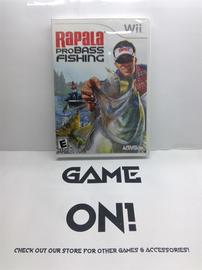 Wii
RAPALA
PRO BASS
FISHING
E
ACTIVISION
GAME
ON!
CHECK OUT OUR STORE FOR OTHER GAMES & ACCESSORIES!